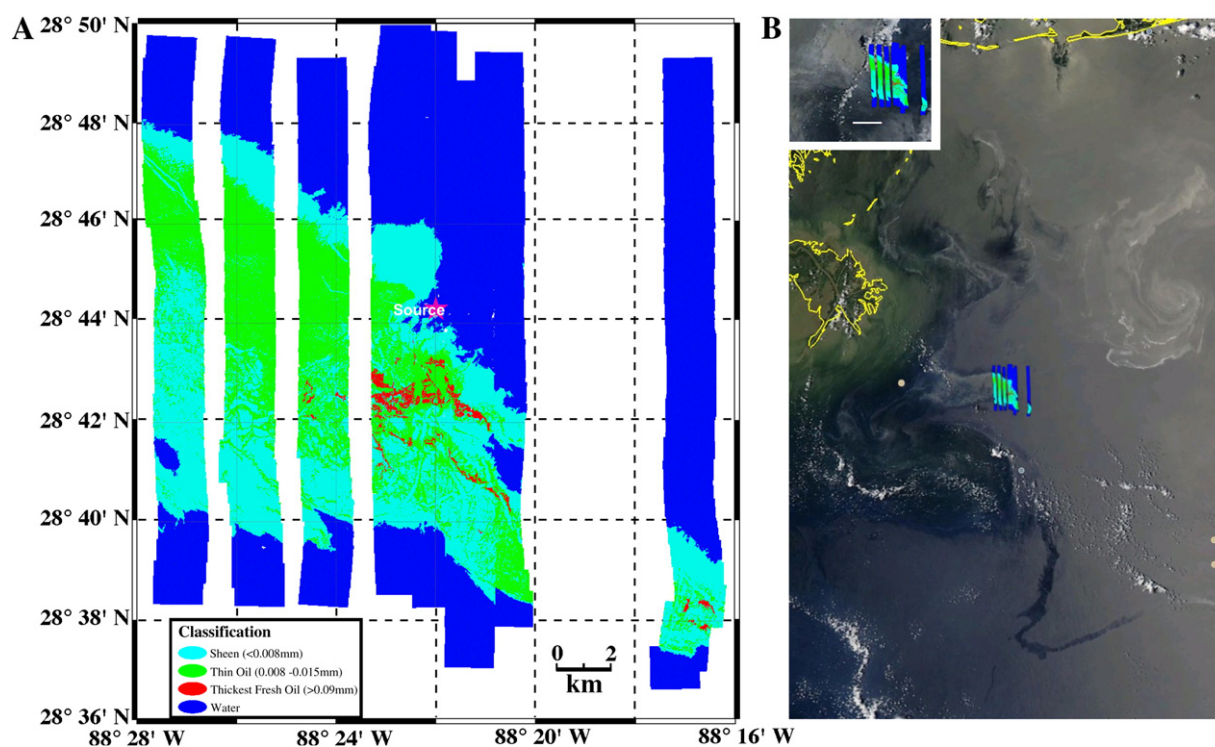 A
B
28° 50' N
28° 48' N
28° 46' N
28° 44' N
28° 42' N
28° 40' N
28° 38' N
28° 36' N
Source
Classification
Sheen (<0.008mm)
Thin Oil (0.008 -0.015mm)
Thickest Fresh Oil (>0.09mm)
Water
0 2
km
88° 28' W 88° 24' W 88° 20' W 88° 16' W